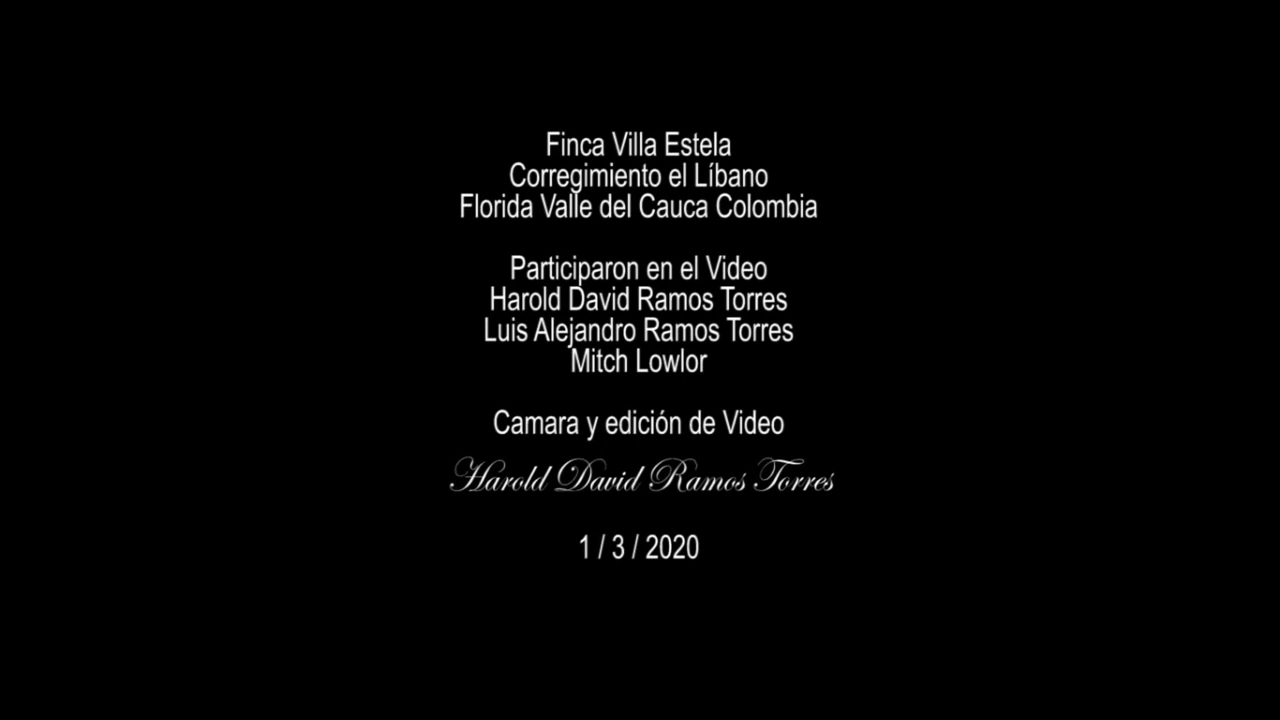 Finca Villa Estela
Corregimiento el Líbano
Florida Valle del Cauca Colombia
Participaron en el Video
Harold David Ramos Torres
Luis Alejandro Ramos Torres
Mitch Lowlor
Camara y edición de Video
Harold David Ramos Torres
1 / 3 / 2020